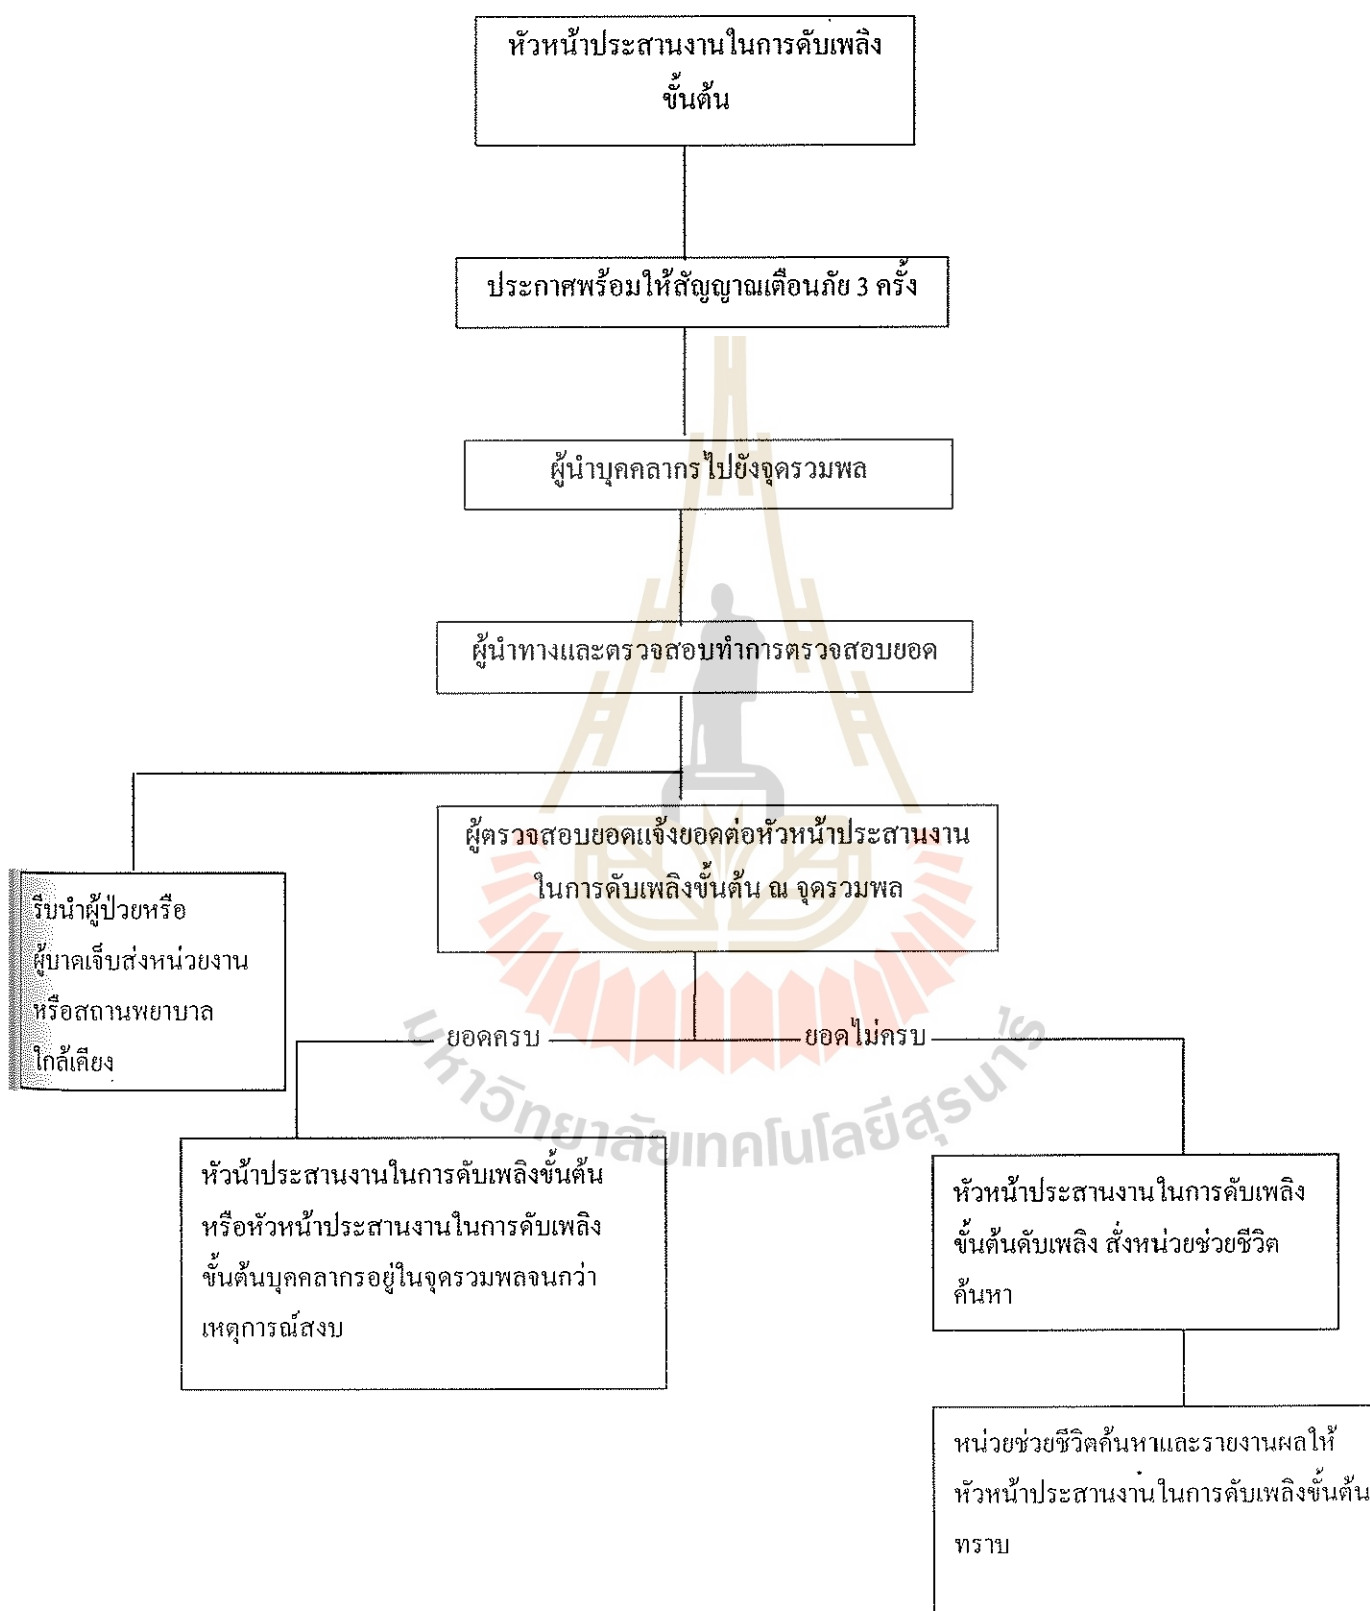 หัวหน้าประสานงานในการดับเพลิง
ขั้นต้น
ประกาศพร้อมให้สัญญาณเตือนภัย 3 ครั้ง
ผู้นำบุคคลากรไปยังจุดรวมพล
ผู้นำทางและตรวจสอบทำการตรวจสอบยอด
ผู้ตรวจสอบยอดแจ้งยอดต่อหัวหน้าประสานงาน
ในการดับเพลิงขั้นต้น ณ จุดรวมพล
รีบนำผู้ป่วยหรือ
ผู้บาดเจ็บส่งหน่วยงาน
หรือสถานพยาบาล
ใกล้เคียง
ยอดครบ
ยอดไม่ครบ
หัวน้าประสานงานในการดับเพลิงขั้นต้น
หรือหัวหน้าประสานงานในการดับเพลิง
ขั้นต้นบุคคลากรอยู่ในจุดรวมพลจนกว่า
เหตุการณ์สงบ
หัวหน้าประสานงานในการดับเพลิง
ขั้นต้นดับเพลิง สั่งหน่วยช่วยชีวิต
ค้นหา
หน่วยช่วยชีวิตค้นหาและรายงานผลให้
หัวหน้าประสานงานในการดับเพลิงขั้นต้น
ทราบ
มหาวิทยาลัยเทคโนโลยีสุรนารี